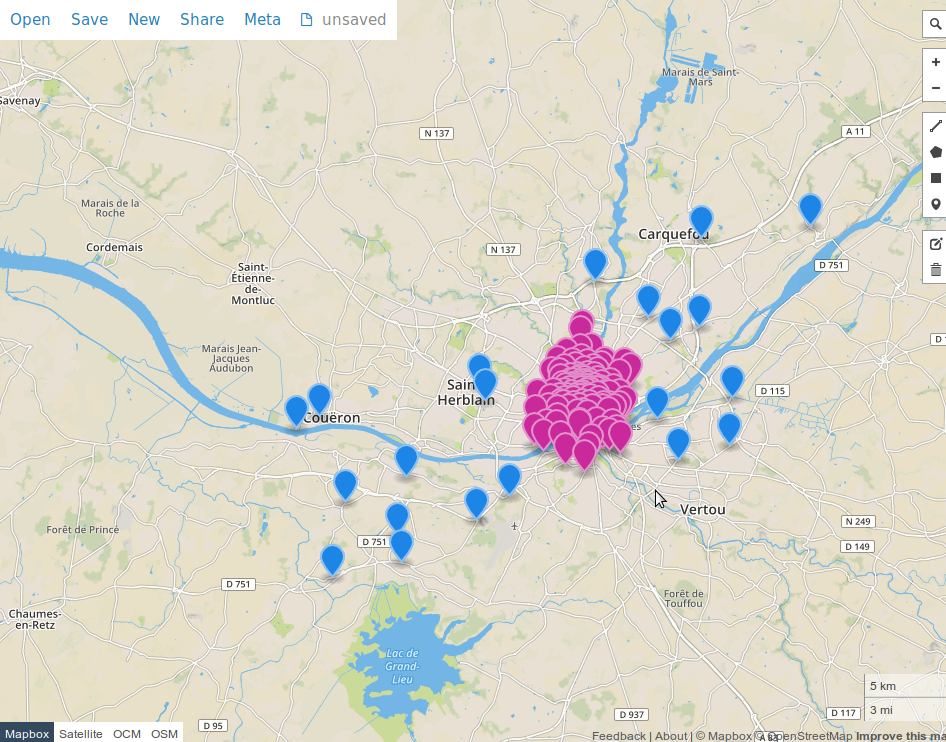 Open Save New Share Meta unsaved
Marais de Saint-
Mars
Savenay
N 137
A 11
Marais de la
Roche
Carquefou
Cordemais
N 137
D 751
Saint-
Étienne-
de-
Montluc
Marais Jean-
Jacques
Audubon
D 115
Herblain
Couëron
Vertou
N 249
Forêt de Princé
D 751
D 149
D 751
Forêt de
Touffou
Chaumes-
en-Retz
Lac de
Grand-
Lieu
5 km
3 mi
D 95
D 937
D 117
Mapbox Satellite OCM OSM
Feedback | About | © Mapbox © OpenStreetMap Improve this ma